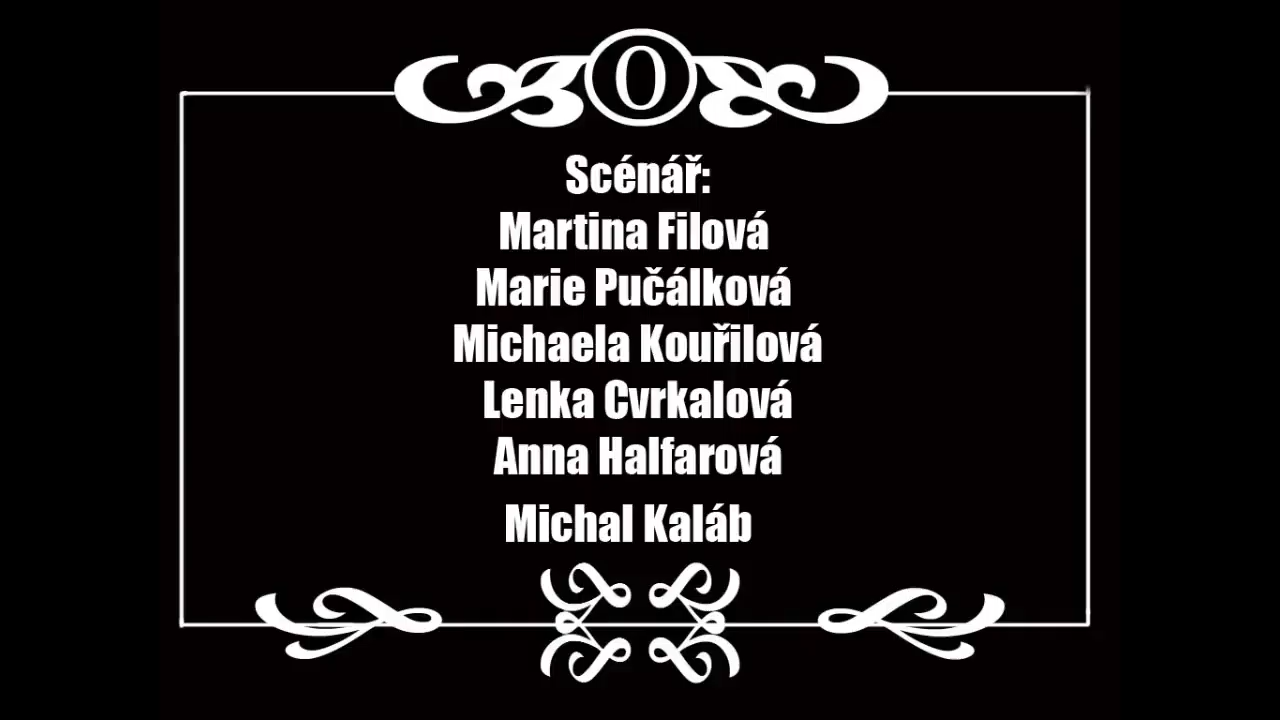 O
Scénář:
Martina Filová
Marie Pučálková
Michaela Kouřilová
Lenka Cvrkalová
Anna Halfarová
Michal Kaláb